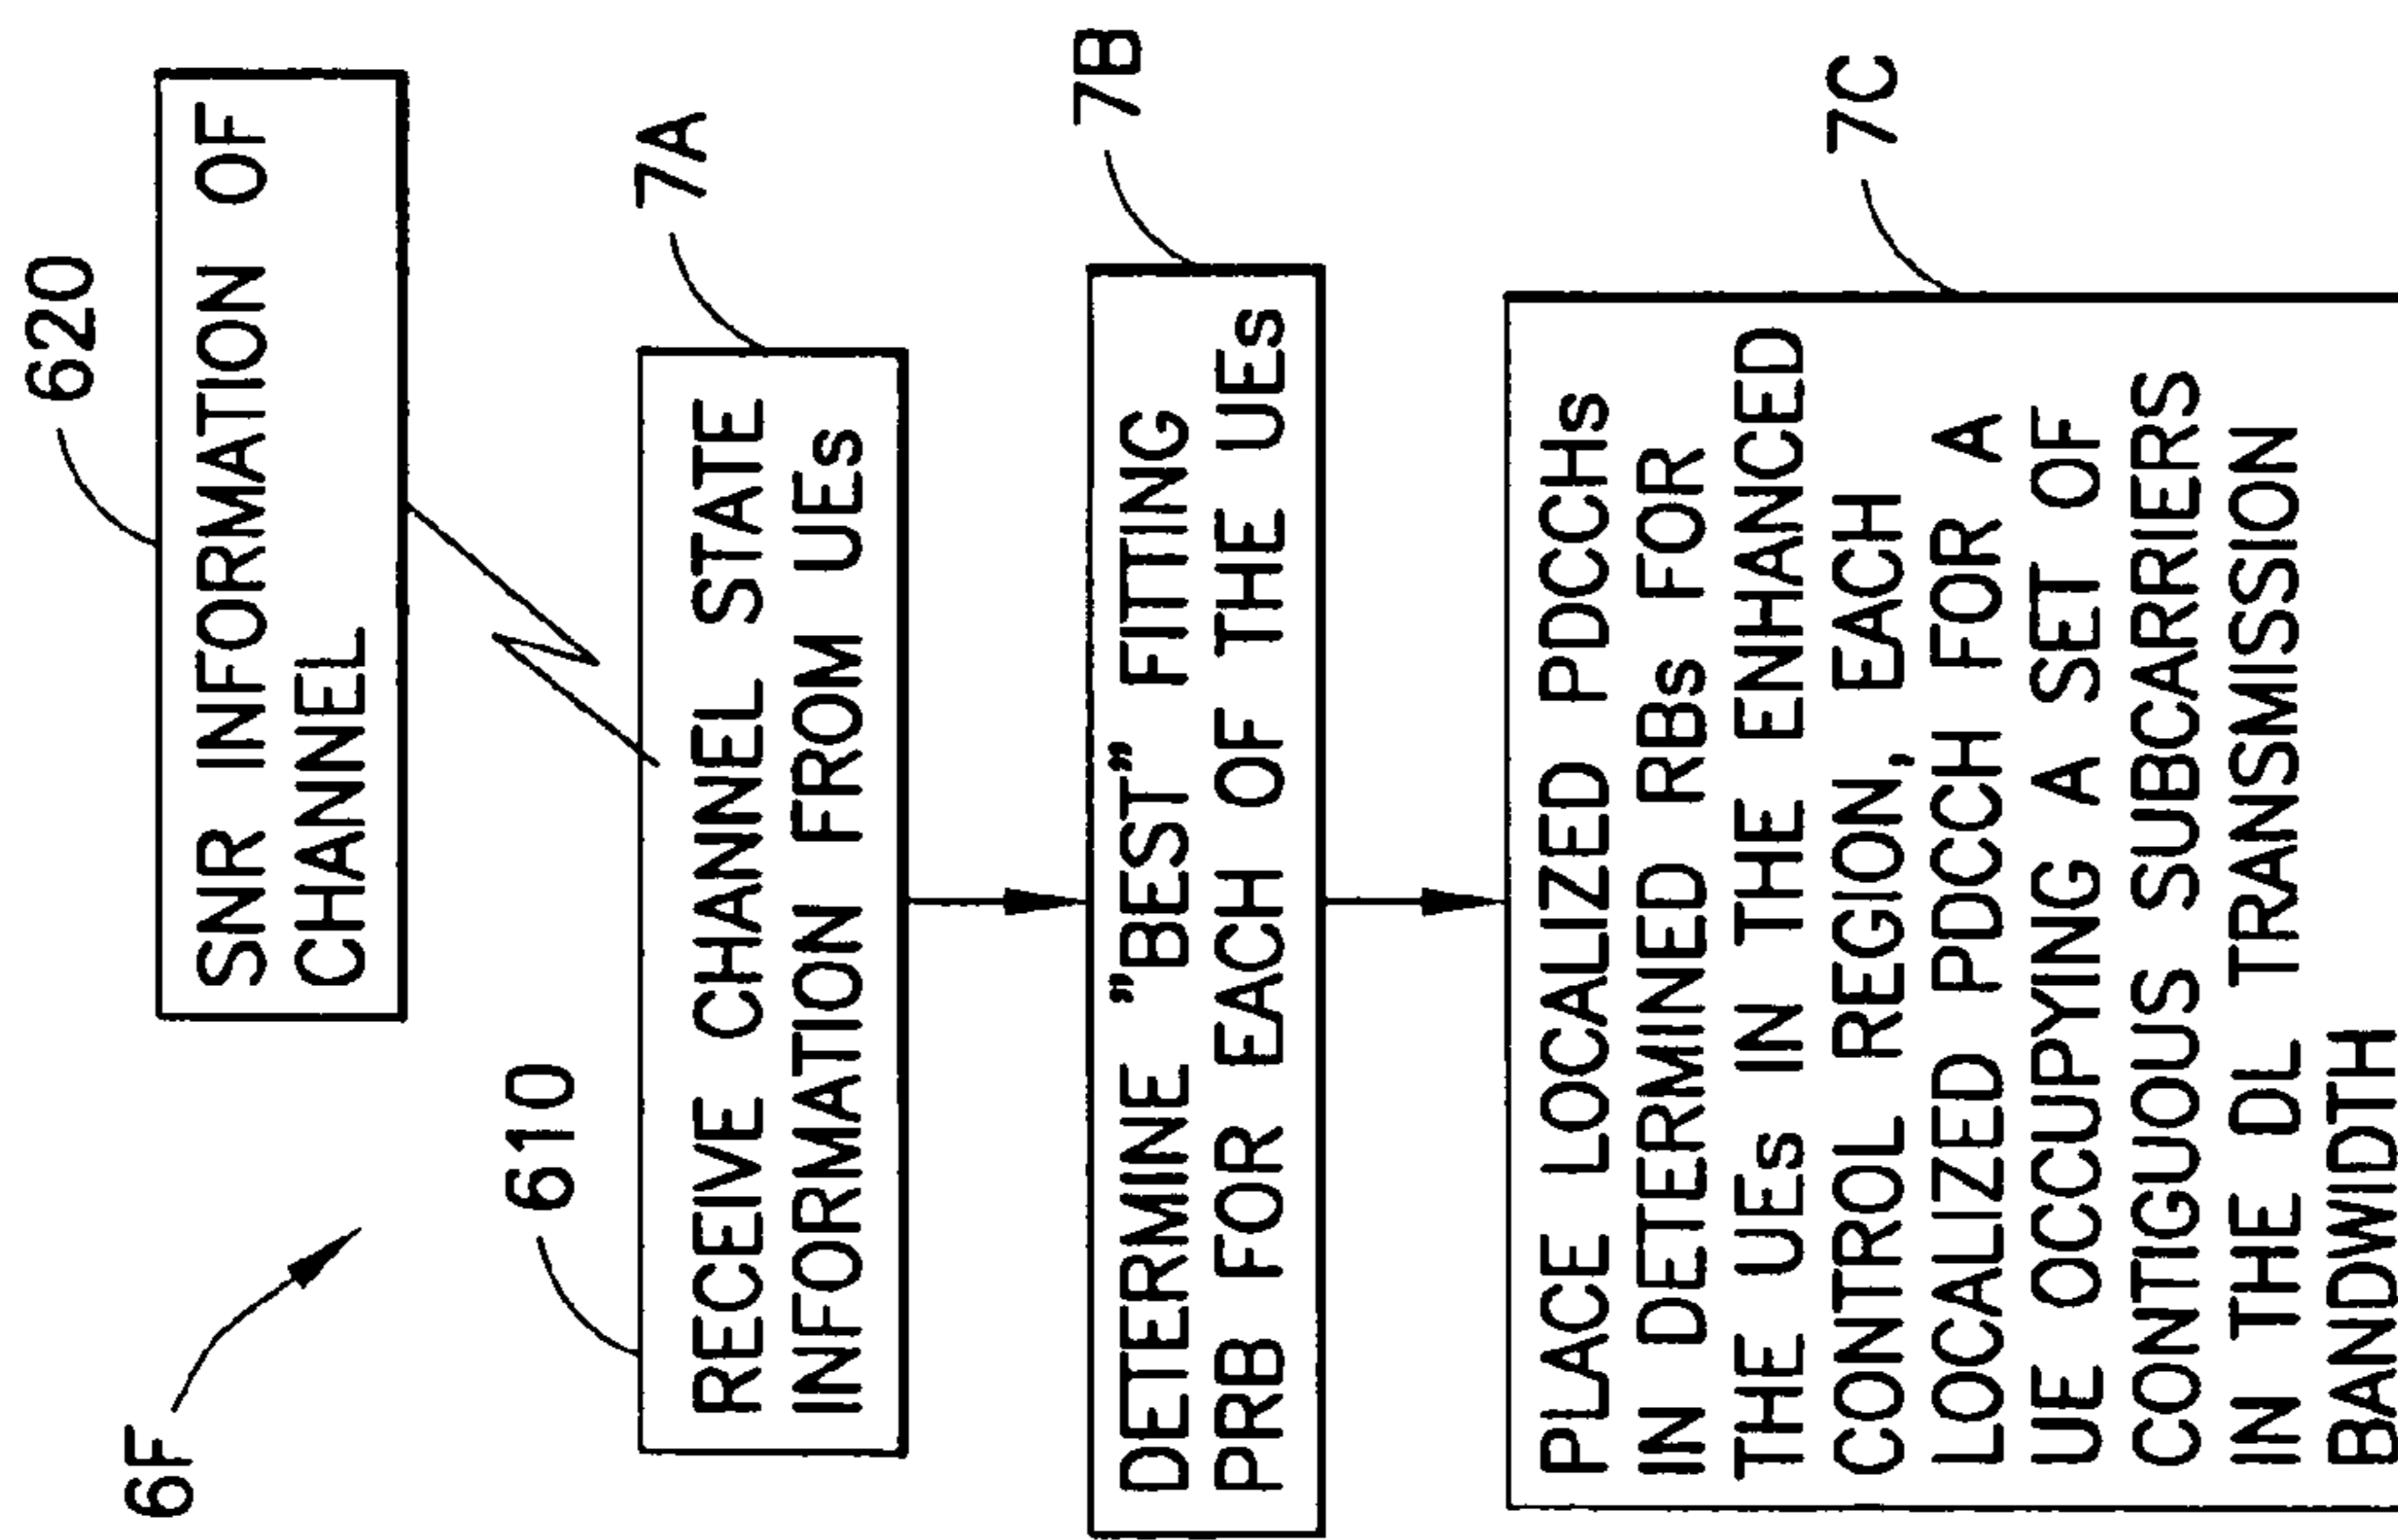 6F
620
SNR INFORMATION OF
CHANNEL
610
7A
RECEIVE CHANNEL STATE
INFORMATION FROM UEs
7B
DETERMINE "BEST" FITTING
PRB FOR EACH OF THE UEs
7C
PLACE LOCALIZED PDCCHs
IN DETERMINED RBs FOR
THE UEs IN THE ENHANCED
CONTROL REGION, EACH
LOCALIZED PDCCH FOR A
UE OCCUPYING A SET OF
CONTIGUOUS SUBCARRIERS
IN THE DL TRANSMISSION
BANDWIDTH